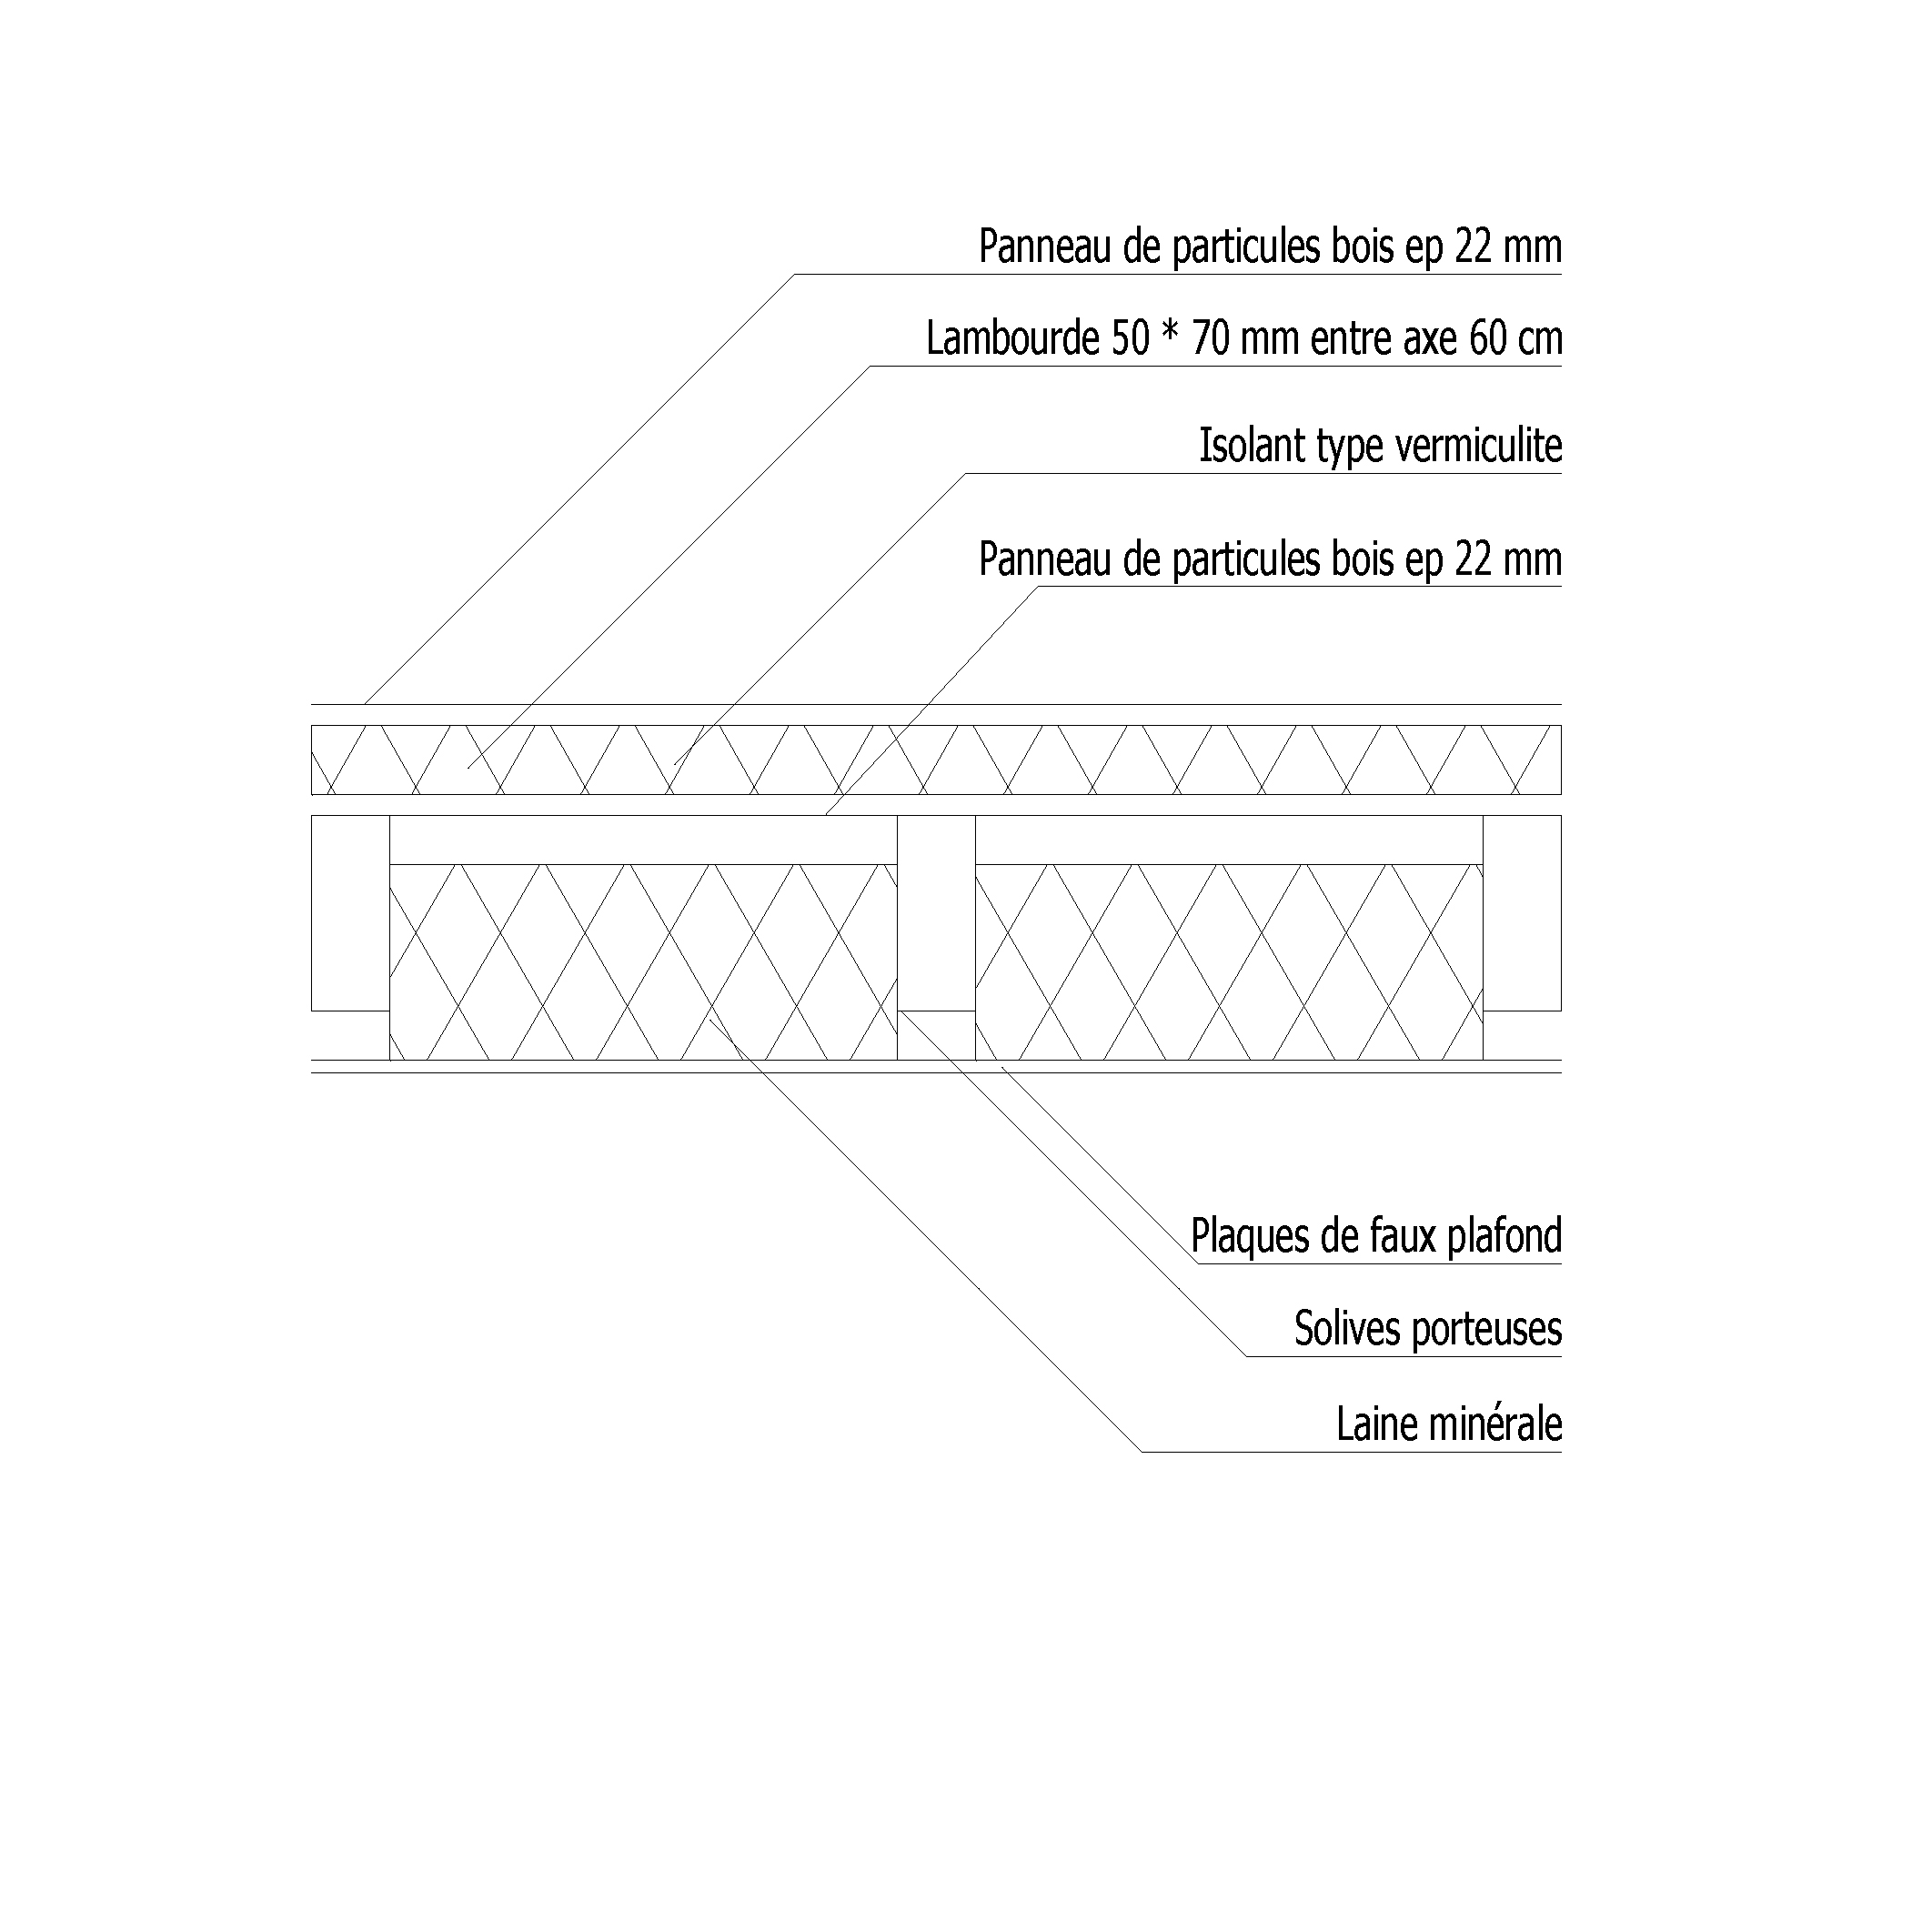 Panneau de particules bois ep 22 mm
Lambourde 50 * 70 mm entre axe 60 cm
Isolant type vermiculite
Panneau de particules bois ep 22 mm
Plaques de faux plafond
Solives porteuses
Laine minérale